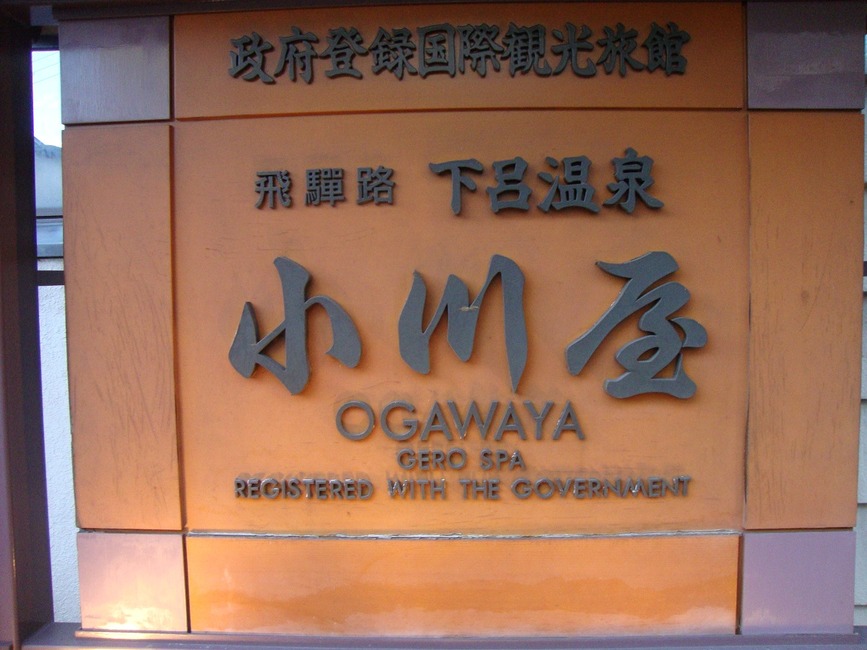 政府登録国際観光旅館
飛騨路 下呂温泉
小川屋
OGAWAYA
GERO SPA
REGISTERED WITH THE GOVERNMENT